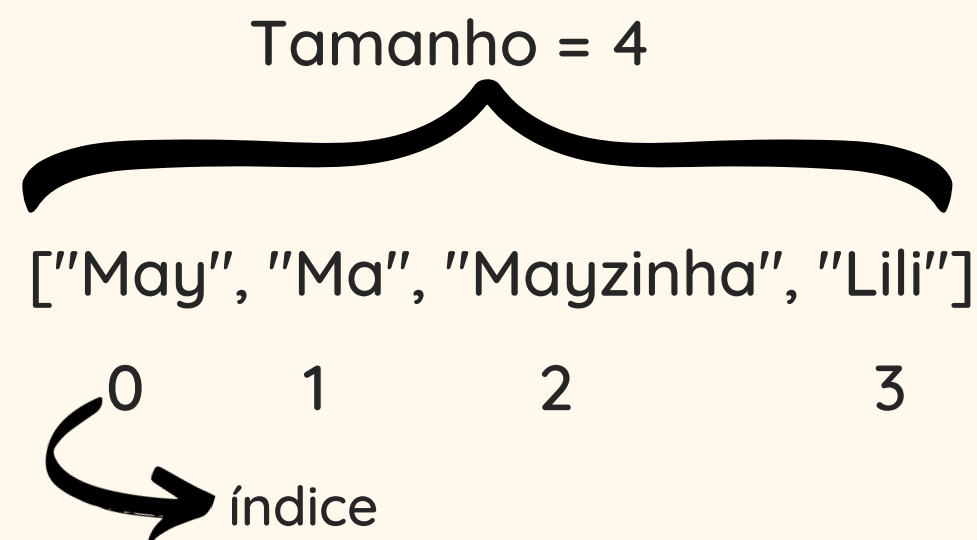 Tamanho = 4
["May", "Ma", "Mayzinha", "Lili"]
0 1 2 3
índice